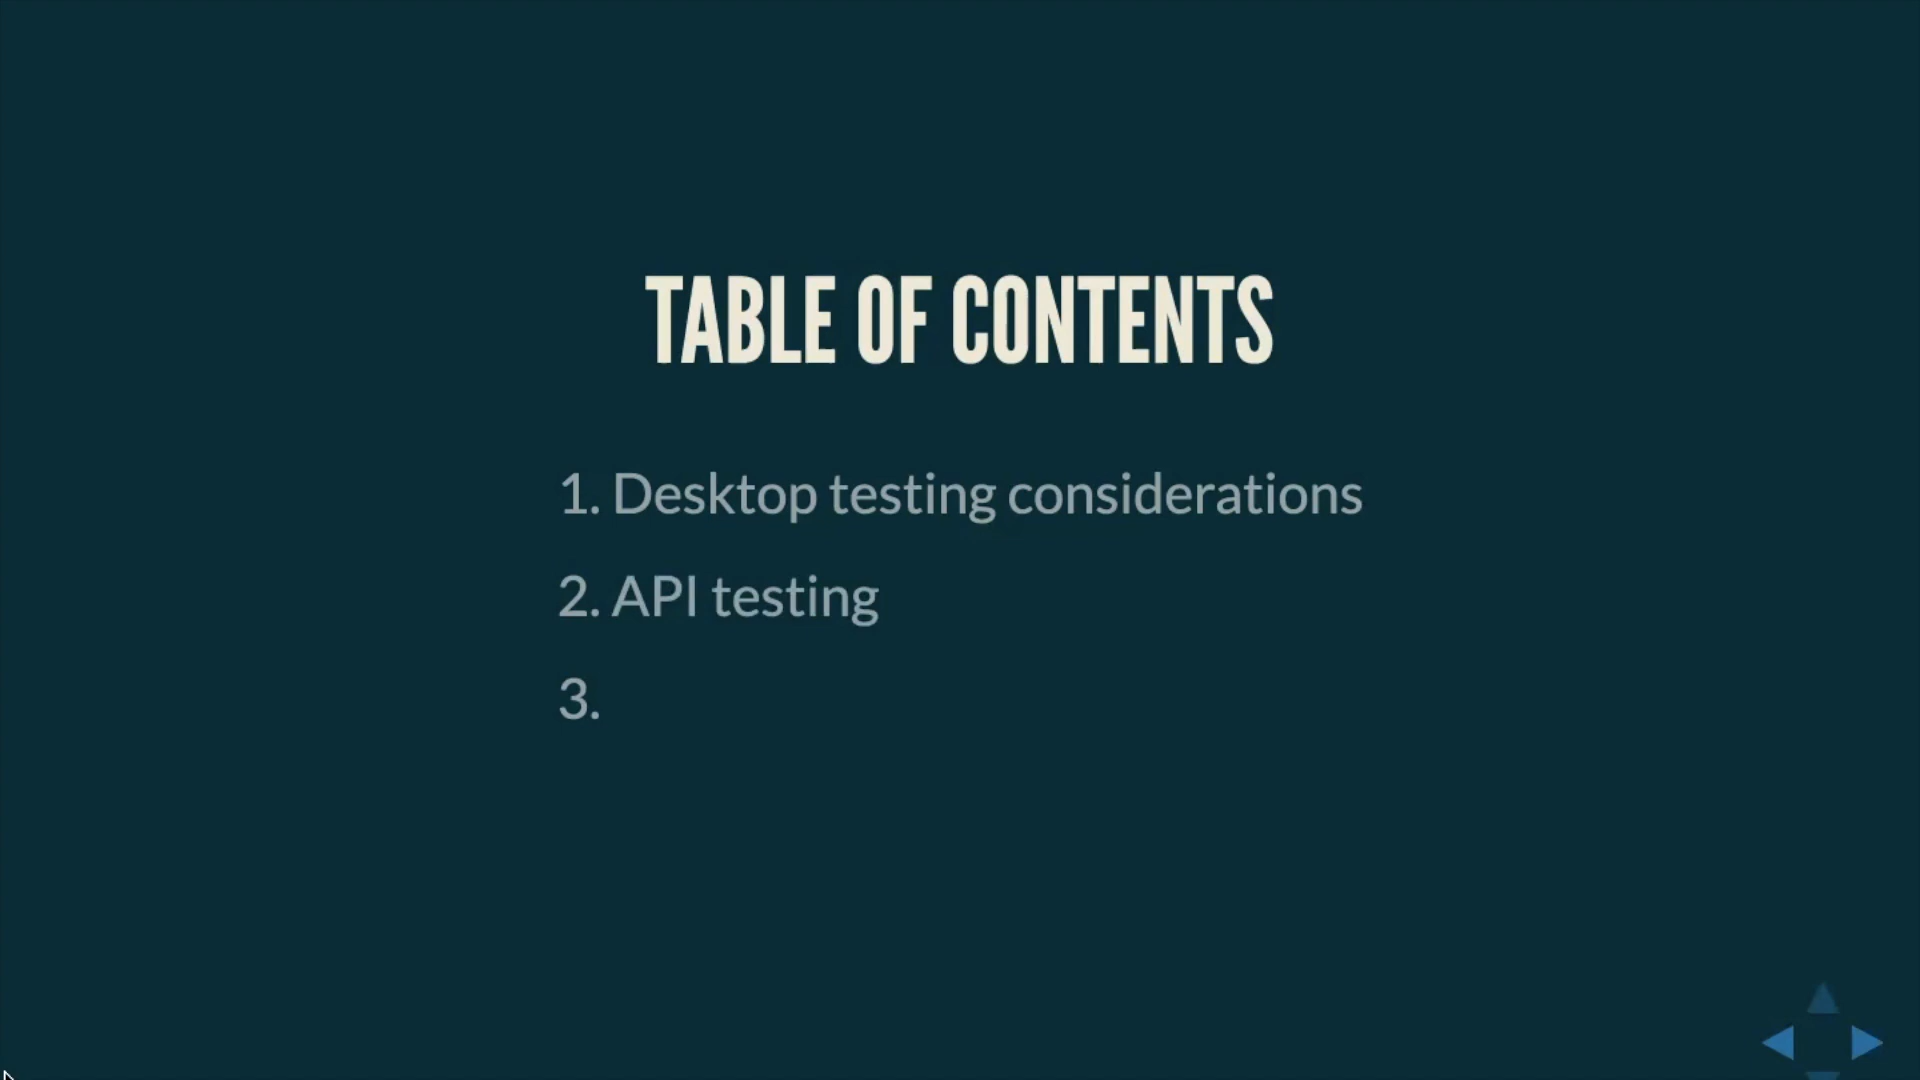 TABLE OF CONTENTS
1. Desktop testing considerations
2. API testing
3.